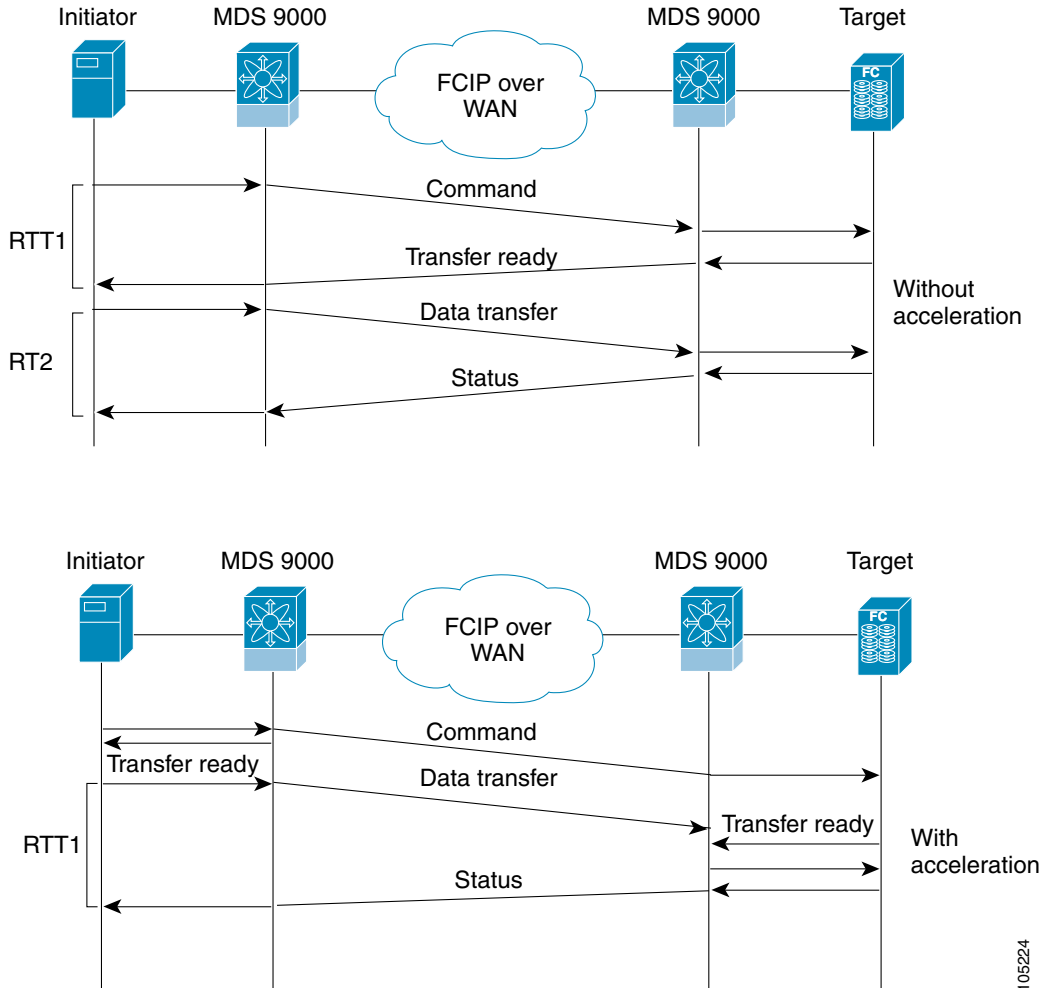 Initiator
MDS 9000
MDS 9000
Target
FCIP over
WAN
FC
Command
RTT1
Transfer ready
Without
acceleration
Data transfer
RT2
Status
Initiator
MDS 9000
MDS 9000
Target
FCIP over
WAN
FC
Command
Transfer ready
Data transfer
Transfer ready
RTT1
With
acceleration
Status
105224